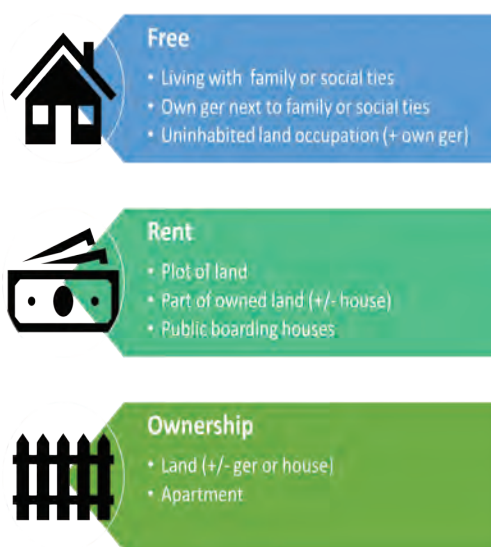 Free
• Living with family or social ties
• Own ger next to family or social ties
• Uninhabited land occupation (+ own ger)
Rent
• Plot of land
• Part of owned land (+/- house)
• Public boarding houses
Ownership
• Land (+/- ger or house)
• Apartment